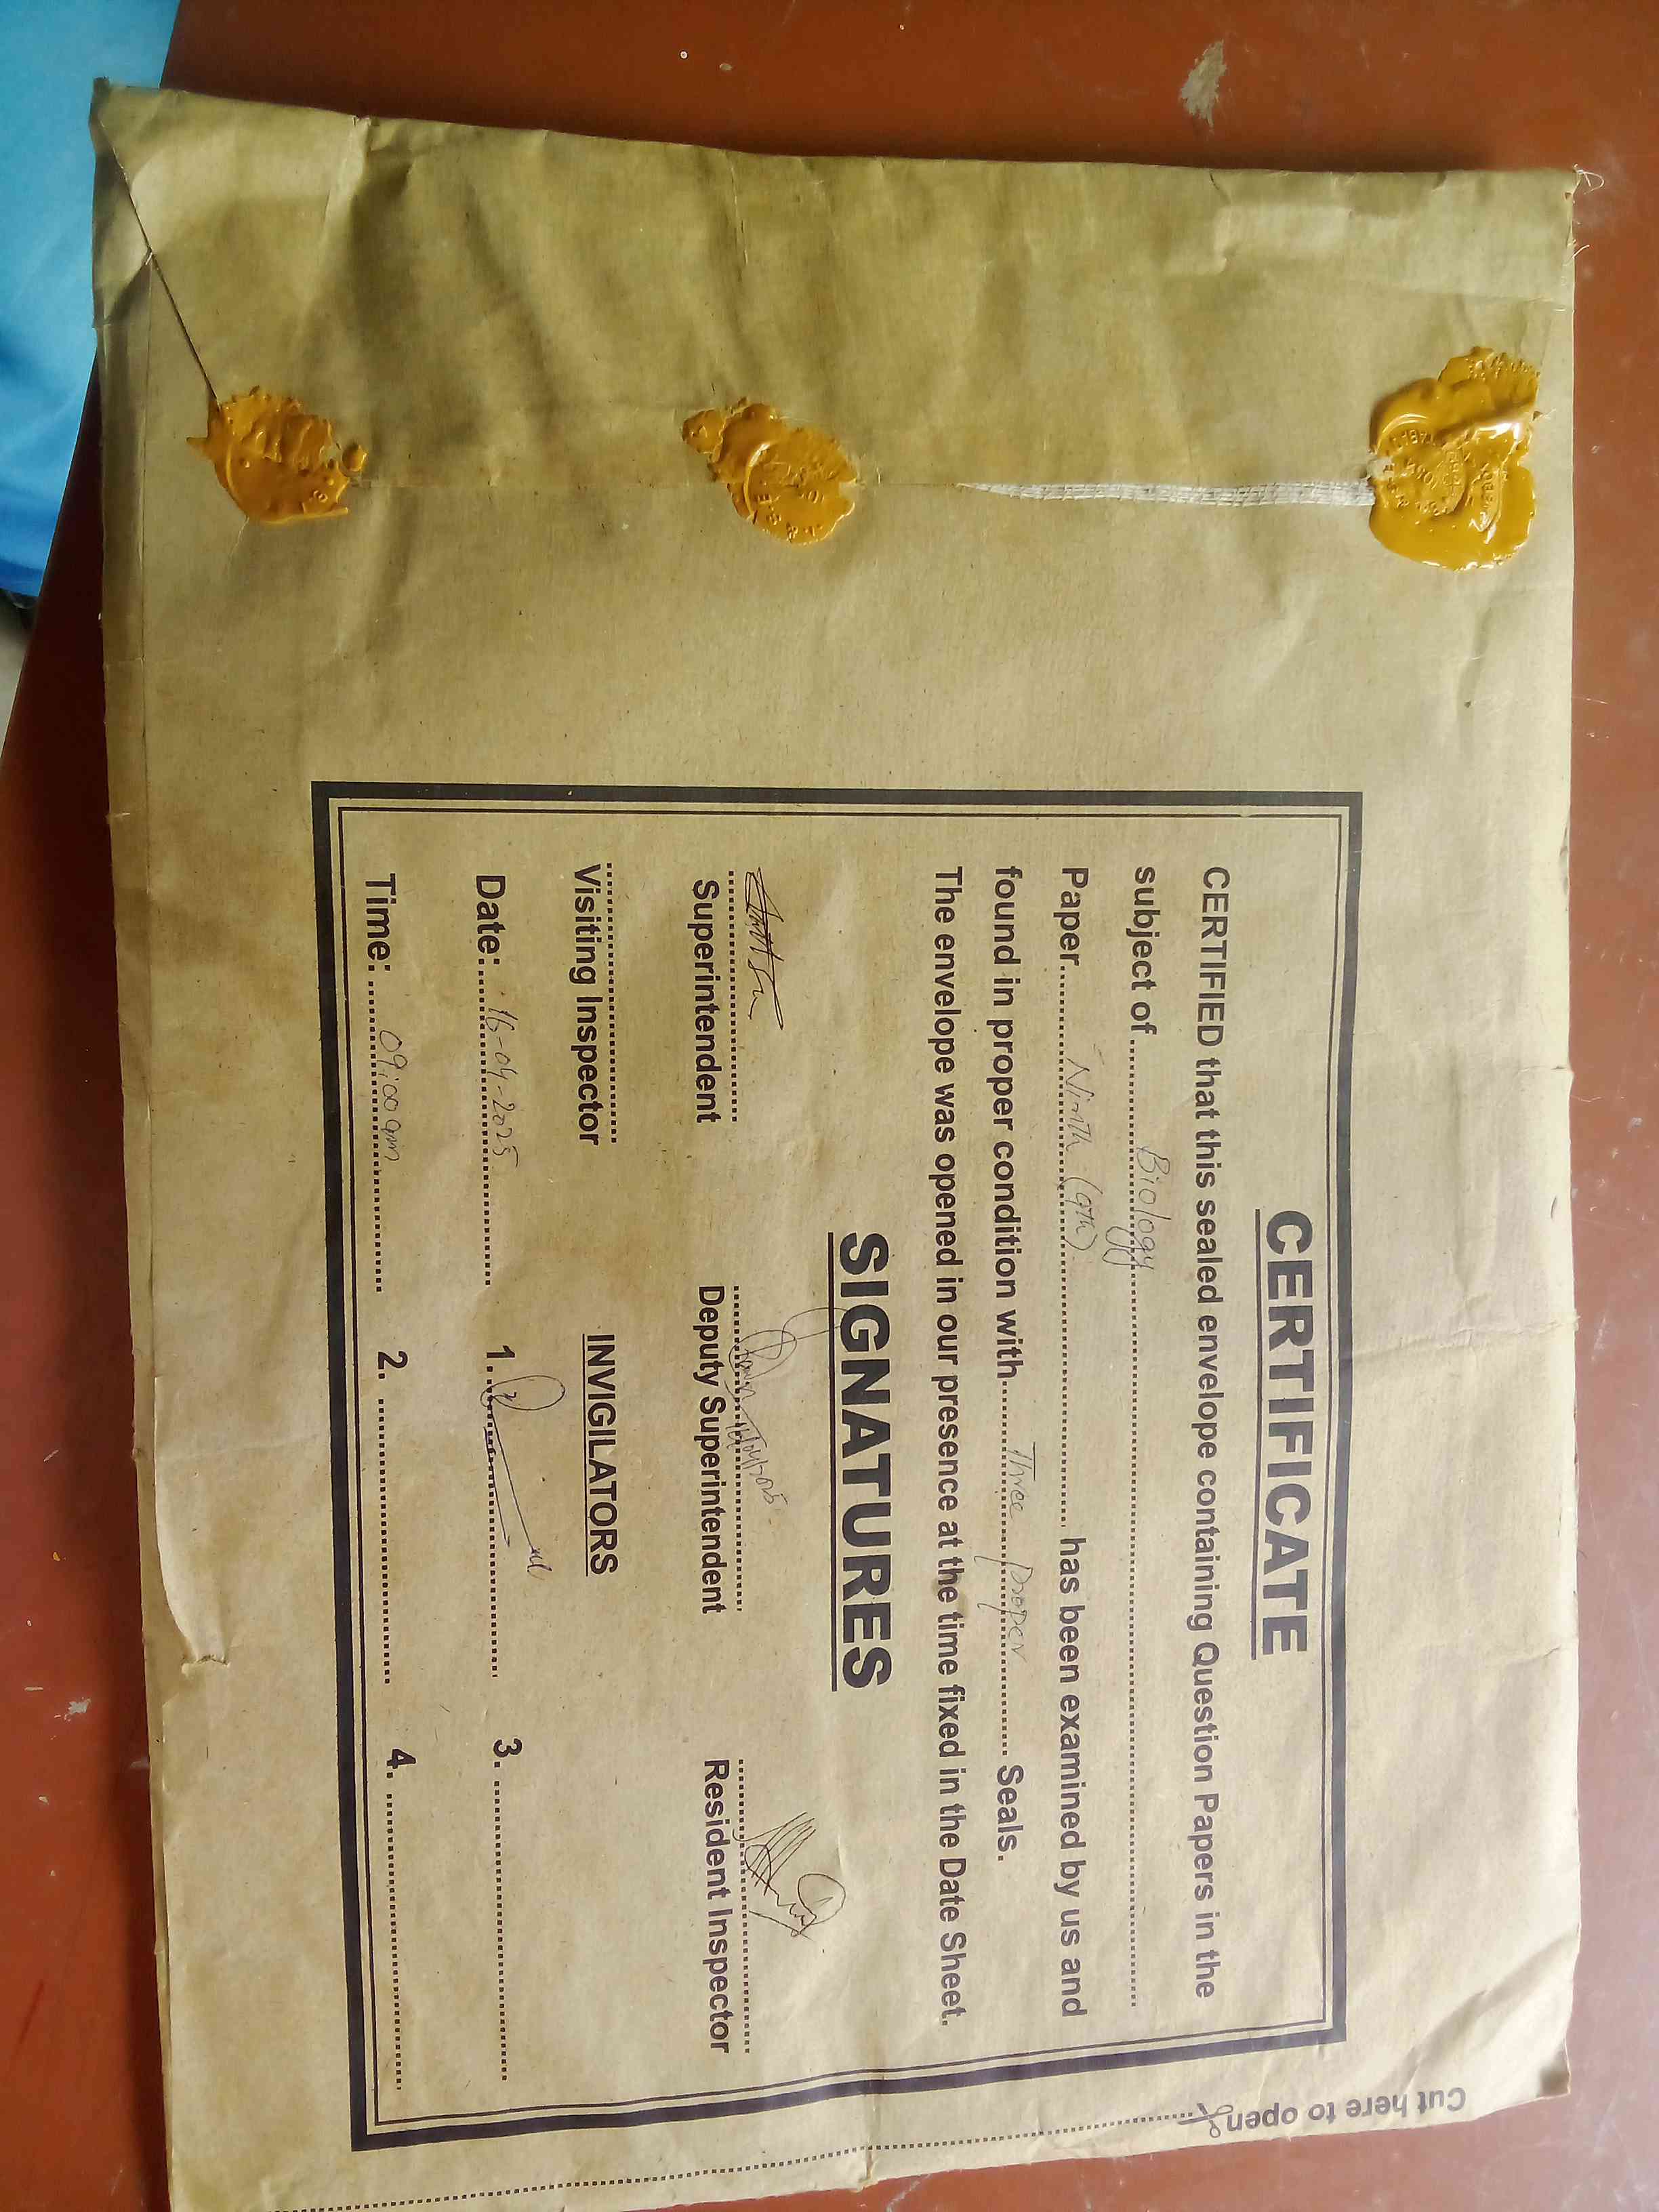 CERTIFICATE
CERTIFIED that this sealed envelope containing Question Papers in the
subject of ........ Biology ........
Paper........ Ninth (9th) ........ has been examined by us and
found in proper condition with........ Three proper ........ Seals.
The envelope was opened in our presence at the time fixed in the Date Sheet.
SIGNATURES
Superintendent Deputy Superintendent Resident Inspector
Visiting Inspector INVIGILATORS
Date: 16-04-2025 1. 3.
Time: 09:00 am 2. 4.
Cut here to open